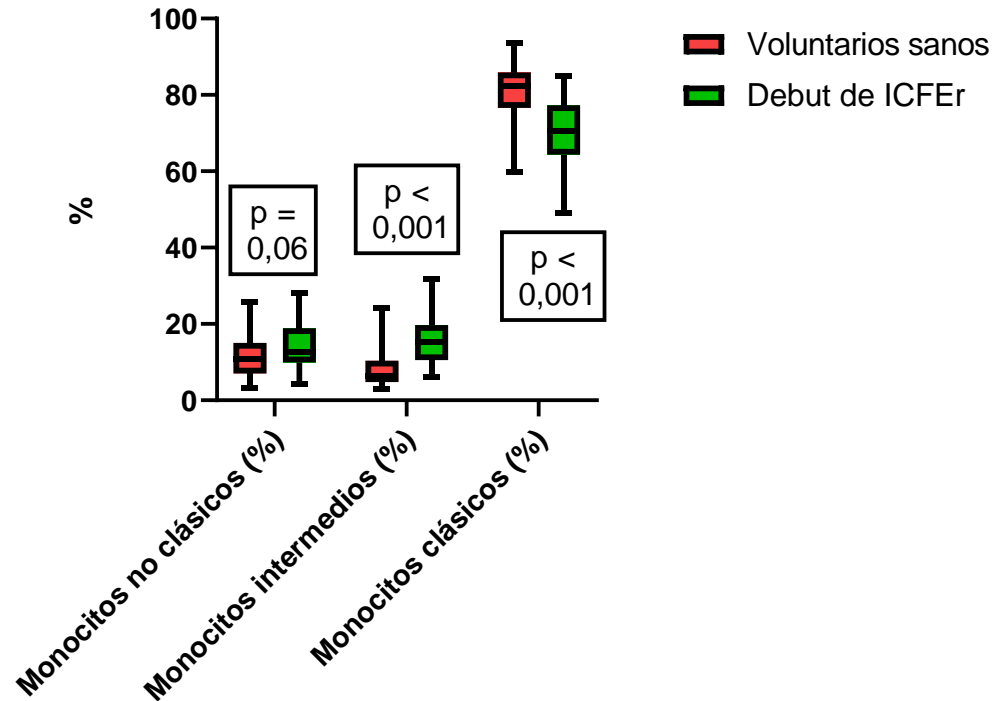 100
80
60
40
20
0
%
p =
0,06
p <
0,001
p <
0,001
Voluntarios sanos
Debut de ICFEr
Monocitos no clásicos (%)
Monocitos intermedios (%)
Monocitos clásicos (%)